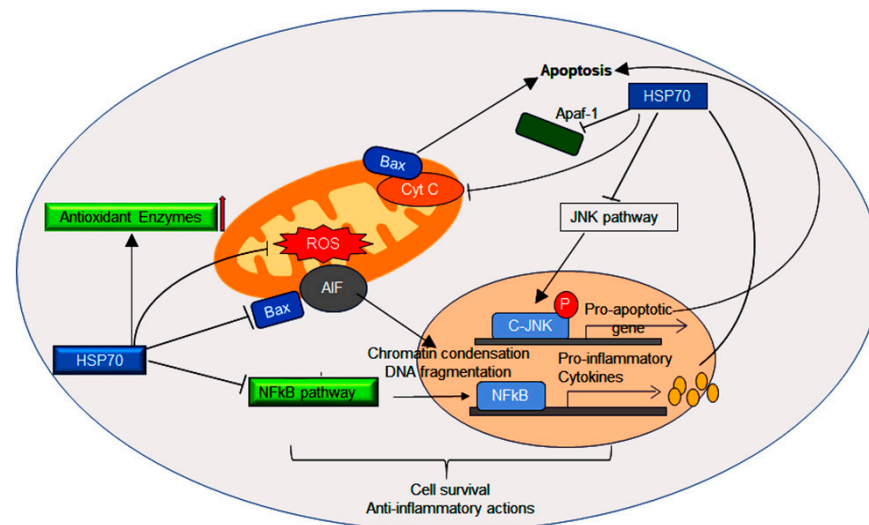 Apoptosis
HSP70
Apaf-1
Bax
Cyt C
Antioxidant Enzymes
JNK pathway
ROS
AIF
Bax
P
C-JNK
Pro-apoptotic
gene
HSP70
Chromatin condensation
DNA fragmentation
Pro-inflammatory
Cytokines
NFkB pathway
NFkB
Cell survival
Anti-inflammatory actions